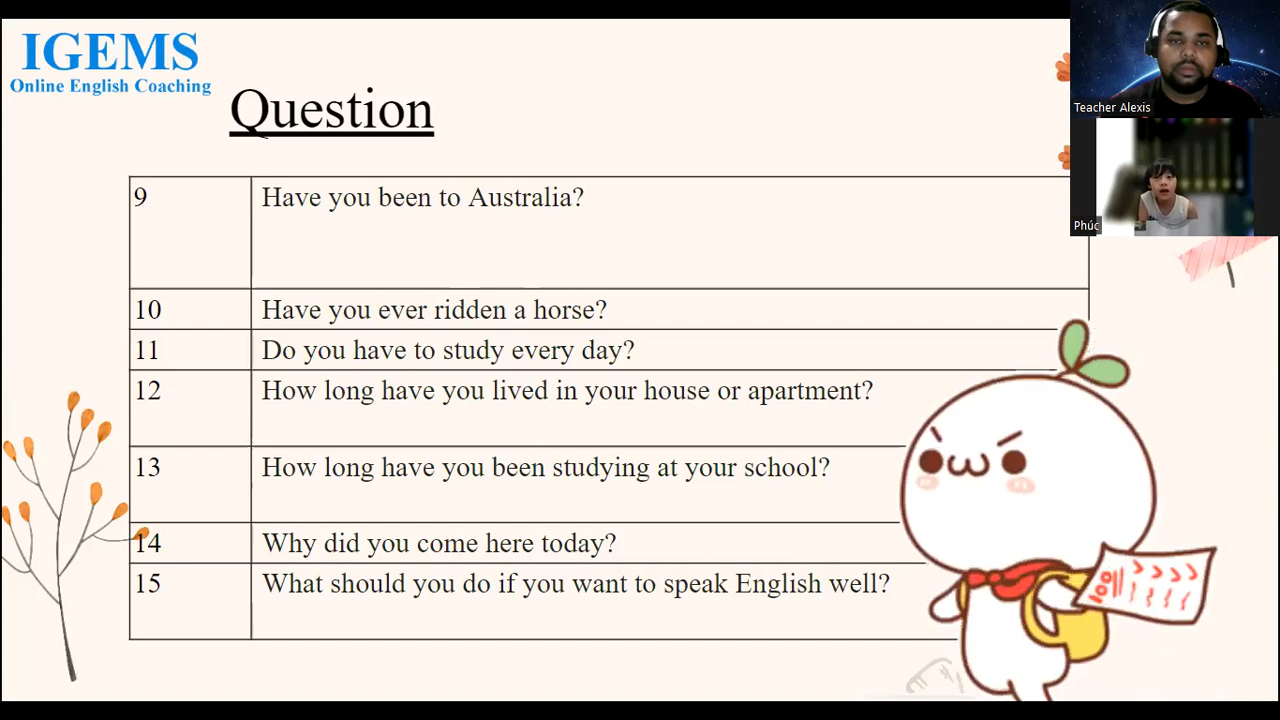 IGEMS
Online English Coaching
Question
9 Have you been to Australia?
10 Have you ever ridden a horse?
11 Do you have to study every day?
12 How long have you lived in your house or apartment?
13 How long have you been studying at your school?
14 Why did you come here today?
15 What should you do if you want to speak English well?
Teacher Alexis
Phúc
100